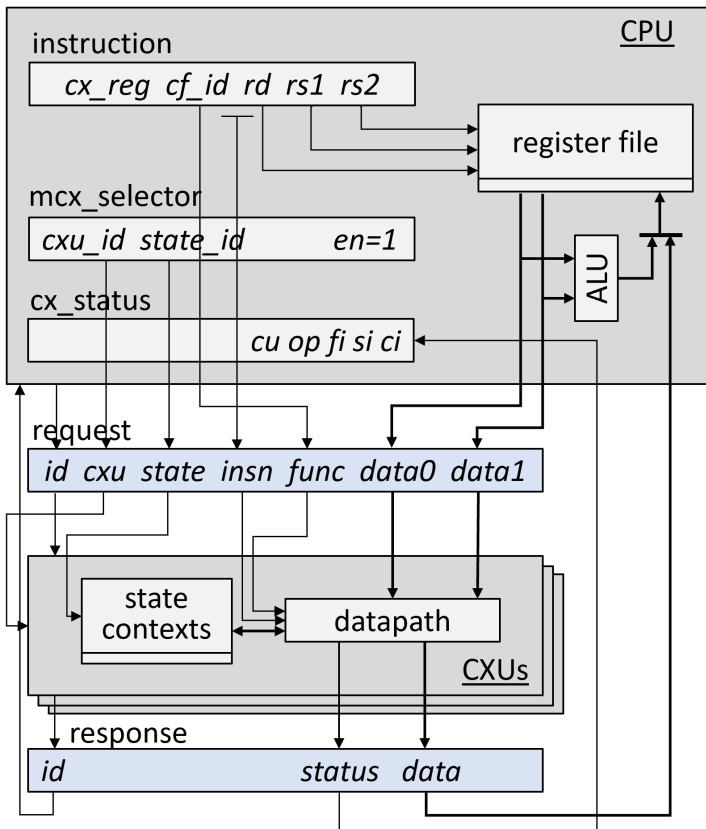 CPU
instruction
cx_reg cf_id rd rs1 rs2
register file
mcx_selector
cxu_id state_id en=1
ALU
cx_status
cu op fi si ci
request
id cxu state insn func data0 data1
state
contexts
datapath
CXUs
response
id status data